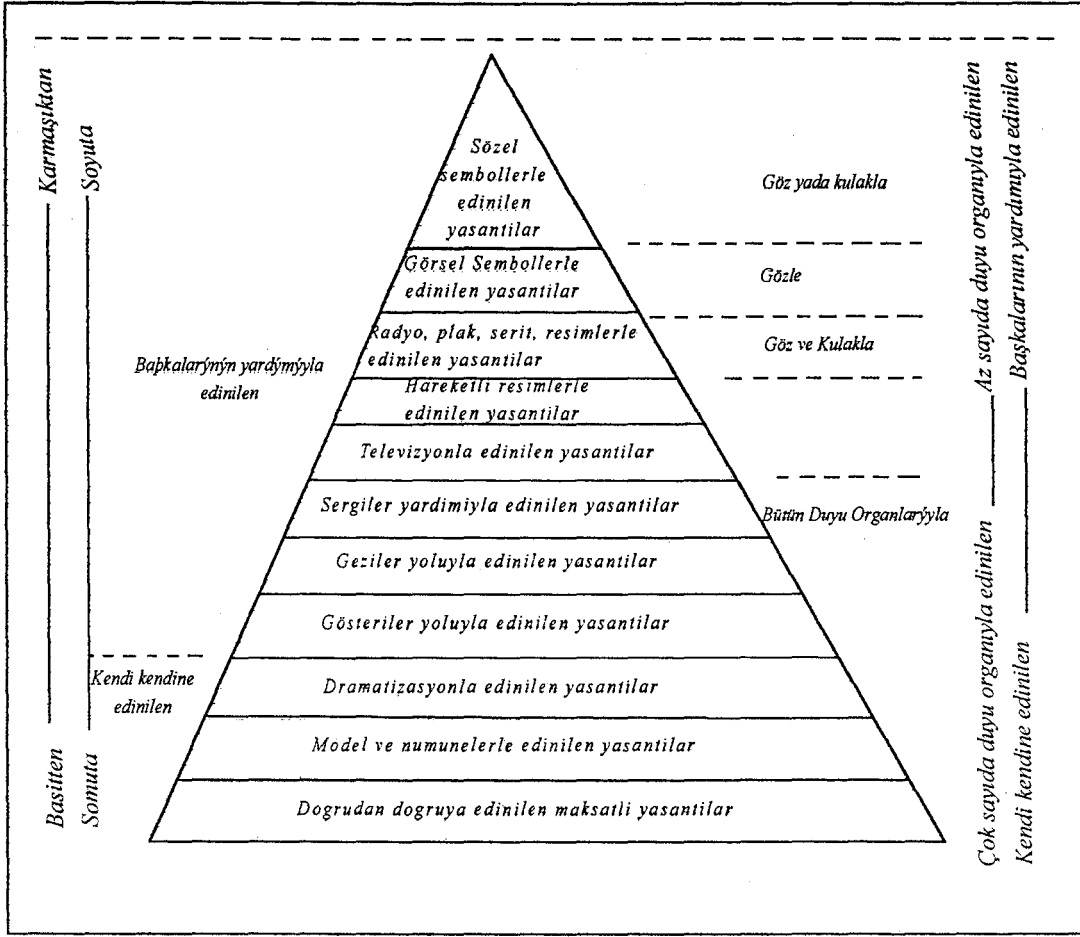 Karmaşıktan
Soyuta
Basitten
Somuta
Sözel
sembollerle
edinilen
yasantilar
Görsel Sembollerle
edinilen yasantilar
Radyo, plak, serit, resimlerle
edinilen yasantilar
Hareketli resimlerle
edinilen yasantilar
Televizyonla edinilen yasantilar
Sergiler yardimiyla edinilen yasantilar
Geziler yoluyla edinilen yasantilar
Gösteriler yoluyla edinilen yasantilar
Dramatizasyonla edinilen yasantilar
Model ve numunelerle edinilen yasantilar
Dogrudan dogruya edinilen maksatli yasantilar
Baþkalarýnýn yardýmýyla
edinilen
Kendi kendine
edinilen
Göz yada kulakla
Gözle
Göz ve Kulakla
Bütün Duyu Organlarýyla
Az sayıda duyu organıyla edinilen
Başkalarının yardımıyla edinilen
Çok sayıda duyu organıyla edinilen
Kendi kendine edinilen